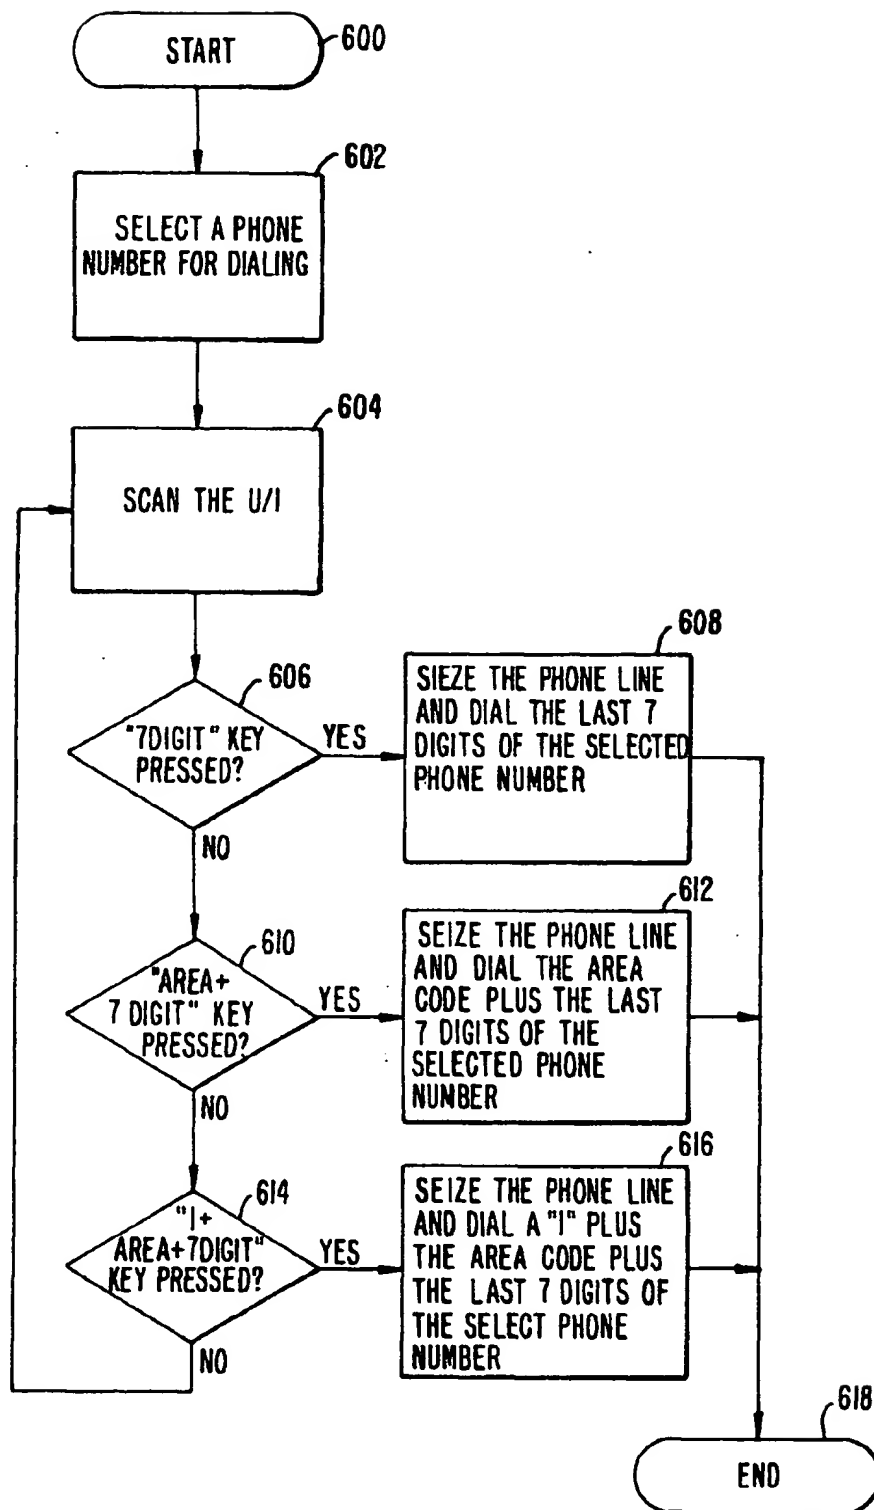 START
600
602
SELECT A PHONE
NUMBER FOR DIALING
604
SCAN THE U/I
606
"7DIGIT" KEY
PRESSED?
YES
NO
608
SIEZE THE PHONE LINE
AND DIAL THE LAST 7
DIGITS OF THE SELECTED
PHONE NUMBER
610
"AREA+
7 DIGIT" KEY
PRESSED?
YES
NO
612
SEIZE THE PHONE LINE
AND DIAL THE AREA
CODE PLUS THE LAST
7 DIGITS OF THE
SELECTED PHONE
NUMBER
614
"1+
AREA+7DIGIT"
KEY PRESSED?
YES
NO
616
SEIZE THE PHONE LINE
AND DIAL A "1" PLUS
THE AREA CODE PLUS
THE LAST 7 DIGITS OF
THE SELECT PHONE
NUMBER
618
END